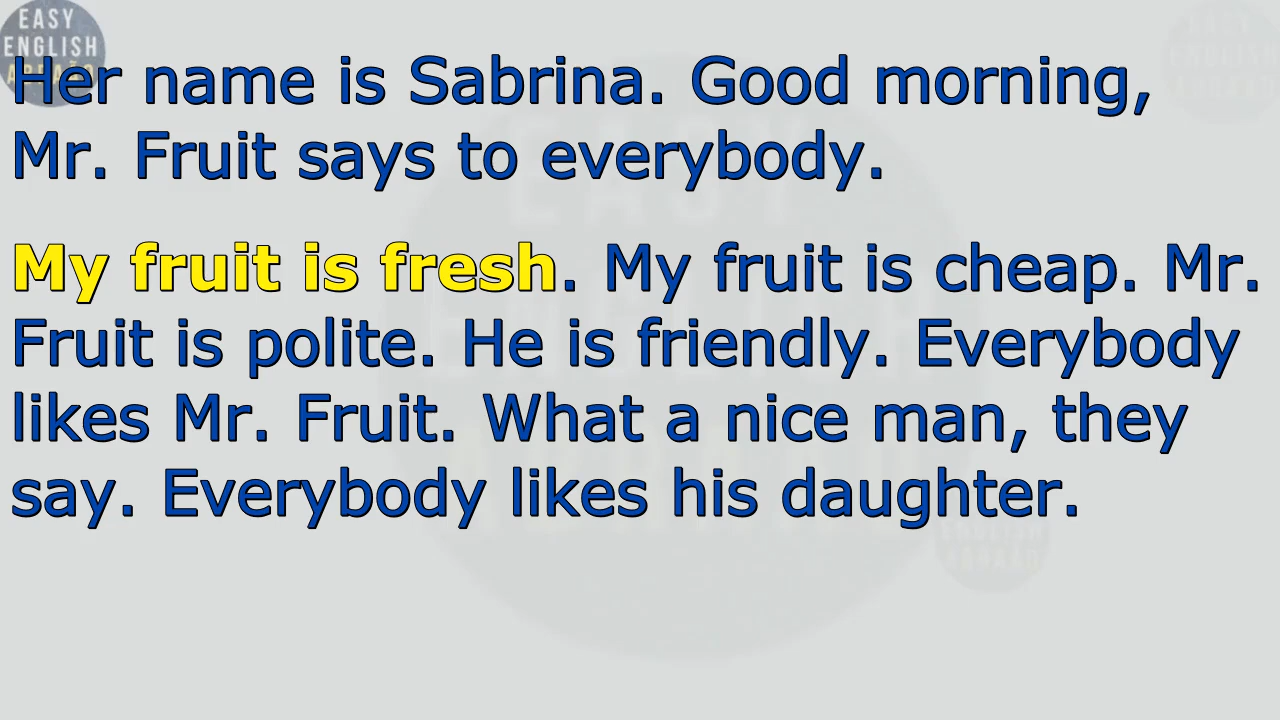 EASY
ENGLISH
Her name is Sabrina. Good morning,
Mr. Fruit says to everybody.
My fruit is fresh. My fruit is cheap. Mr.
Fruit is polite. He is friendly. Everybody
likes Mr. Fruit. What a nice man, they
say. Everybody likes his daughter.